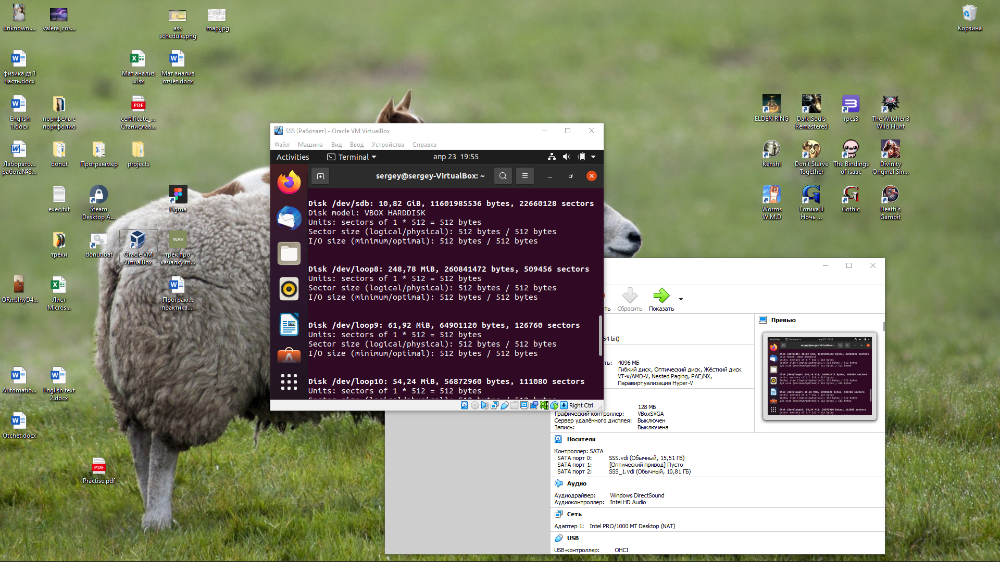 unknown....
valera_cos...
ass schedule.png
map.jpg
Корзина
физика дз 1 часть.docx
Мат анализ .xlsx
Мат анализ отчёт.docx
English 1.docx
портфель с портфолио
certificate_... Станислав...
ELDEN RING
Dark Souls Remastered
rpcs3
The Witcher 3 Wild Hunt
Лаборато... работа№3...
donut
Программер
projects
Kenshi
Don't Starve Together
The Bindings of isaac
Divinity Original Sin...
exec.txt
Steam Desktop A...
Figma
Worms W.M.D
Готика II Ночь ...
Gothic
Death's Gambit
треки
donut.bat
Oracle VM VirtualBox
WAV
трек про качалку.m...
ORmJlnyD4...
Лист Micros...
Програм... практика....
Automatio...
English text 2.docx
Otchet.docx
PDF
Practise.pdf
SSS [Работает] - Oracle VM VirtualBox
Файл Машина Вид Ввод Устройства Справка
Activities Terminal апр 23 19:55
sergey@sergey-VirtualBox: ~
Disk /dev/sdb: 10,82 GiB, 11601985536 bytes, 22660128 sectors
Disk model: VBOX HARDDISK
Units: sectors of 1 * 512 = 512 bytes
Sector size (logical/physical): 512 bytes / 512 bytes
I/O size (minimum/optimal): 512 bytes / 512 bytes
Disk /dev/loop8: 248,78 MiB, 260841472 bytes, 509456 sectors
Units: sectors of 1 * 512 = 512 bytes
Sector size (logical/physical): 512 bytes / 512 bytes
I/O size (minimum/optimal): 512 bytes / 512 bytes
Disk /dev/loop9: 61,92 MiB, 64901120 bytes, 126760 sectors
Units: sectors of 1 * 512 = 512 bytes
Sector size (logical/physical): 512 bytes / 512 bytes
I/O size (minimum/optimal): 512 bytes / 512 bytes
Disk /dev/loop10: 54,24 MiB, 56872960 bytes, 111080 sectors
Units: sectors of 1 * 512 = 512 bytes
Right Ctrl
ть Сбросить Показать
64-bit)
Превью
ть: 4096 МБ
Гибкий диск, Оптический диск, Жёсткий диск
VT-x/AMD-V, Nested Paging, PAE/NX,
Паравиртуализация Hyper-V
128 МБ
Графический контроллер: VBoxSVGA
Сервер удалённого дисплея: Выключен
Запись: Выключена
Носители
Контроллер: SATA
SATA порт 0: SSS.vdi (Обычный, 15,51 ГБ)
SATA порт 1: [Оптический привод] Пусто
SATA порт 2: SSS_1.vdi (Обычный, 10,81 ГБ)
Аудио
Аудиодрайвер: Windows DirectSound
Аудиоконтроллер: Intel HD Audio
Сеть
Адаптер 1: Intel PRO/1000 MT Desktop (NAT)
USB
USB-контроллер: OHCI